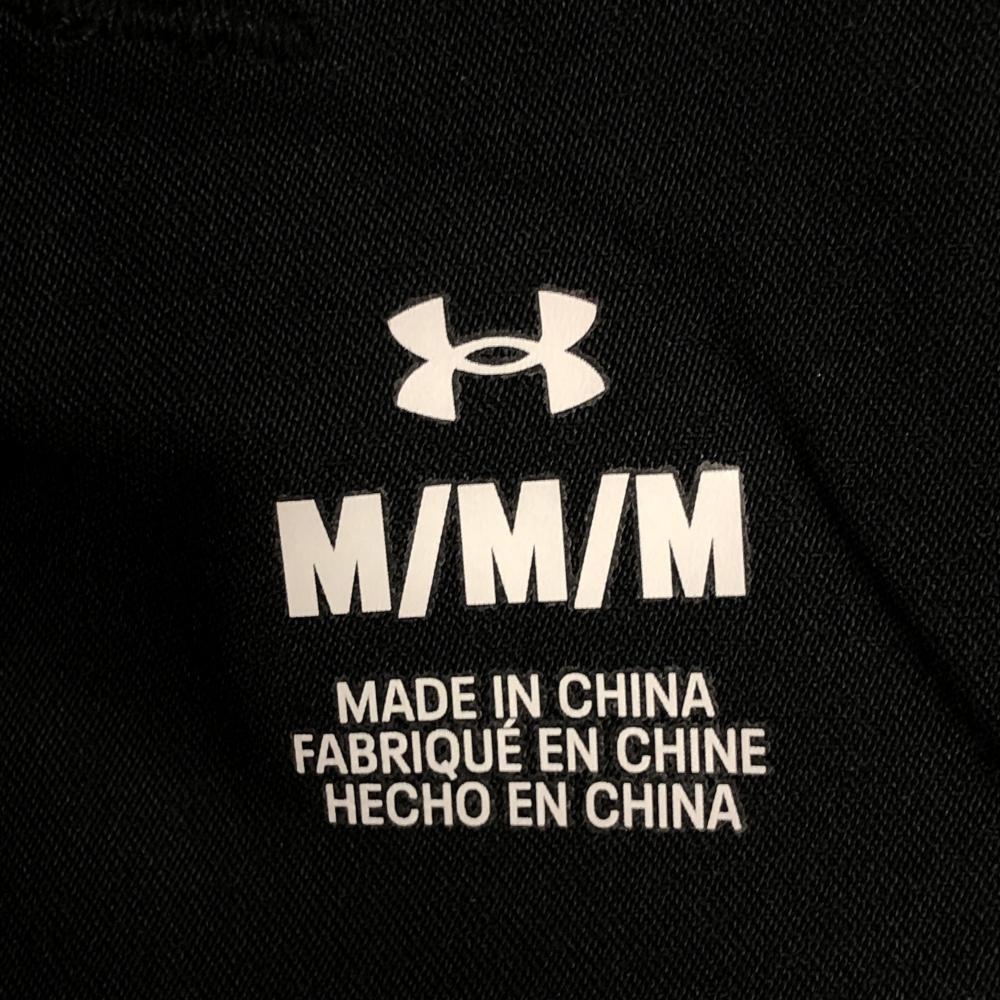 M/M/M
MADE IN CHINA
FABRIQUÉ EN CHINE
HECHO EN CHINA